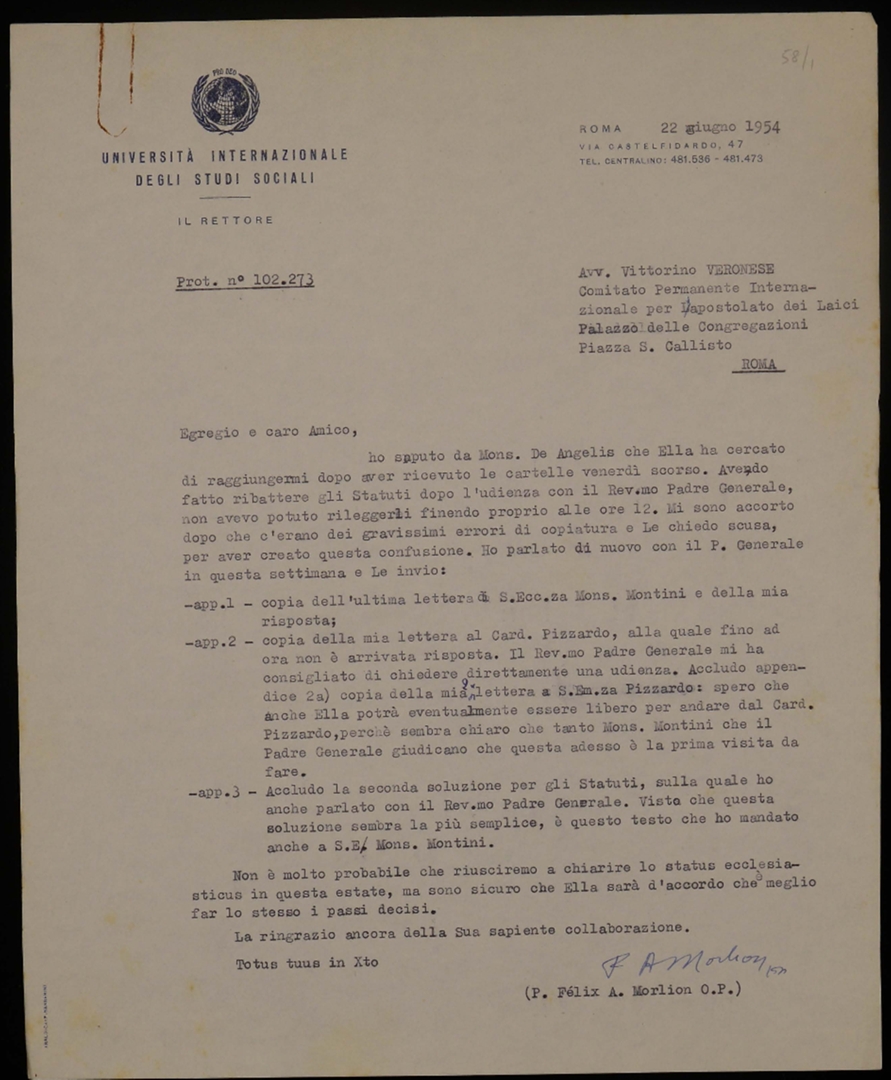 58/1
PRO DEO
UNIVERSITÀ INTERNAZIONALE
DEGLI STUDI SOCIALI
IL RETTORE
ROMA 22 giugno 1954
VIA CASTELFIDARDO, 47
TEL. CENTRALINO: 481.536 - 481.473
Prot. n° 102.273
Avv. Vittorino VERONESE
Comitato Permanente Interna-
zionale per l'apostolato dei Laici
Palazzo delle Congregazioni
Piazza S. Callisto
ROMA
Egregio e caro Amico,
ho saputo da Mons. De Angelis che Ella ha cercato
di raggiungermi dopo aver ricevuto le cartelle venerdì scorso. Avendo
fatto ribattere gli Statuti dopo l'udienza con il Rev.mo Padre Generale,
non avevo potuto rileggerli finendo proprio alle ore 12. Mi sono accorto
dopo che c'erano dei gravissimi errori di copiatura e Le chiedo scusa,
per aver creato questa confusione. Ho parlato di nuovo con il P. Generale
in questa settimana e Le invio:
-app.1 - copia dell'ultima lettera di S.Ecc.za Mons. Montini e della mia
risposta;
-app.2 - copia della mia lettera al Card. Pizzardo, alla quale fino ad
ora non è arrivata risposta. Il Rev.mo Padre Generale mi ha
consigliato di chiedere direttamente una udienza. Accludo appen-
dice 2a) copia della mia 2. lettera a S.Em.za Pizzardo: spero che
anche Ella potrà eventualmente essere libero per andare dal Card.
Pizzardo,perchè sembra chiaro che tanto Mons. Montini che il
Padre Generale giudicano che questa adesso è la prima visita da
fare.
-app.3 - Accludo la seconda soluzione per gli Statuti, sulla quale ho
anche parlato con il Rev.mo Padre Generale. Visto che questa
soluzione sembra la più semplice, è questo testo che ho mandato
anche a S.E. Mons. Montini.
Non è molto probabile che riusciremo a chiarire lo status ecclesia-
sticus in questa estate, ma sono sicuro che Ella sarà d'accordo che è meglio
far lo stesso i passi decisi.
La ringrazio ancora della Sua sapiente collaborazione.
Totus tuus in Xto
F A Morlion
(P. Félix A. Morlion O.P.)